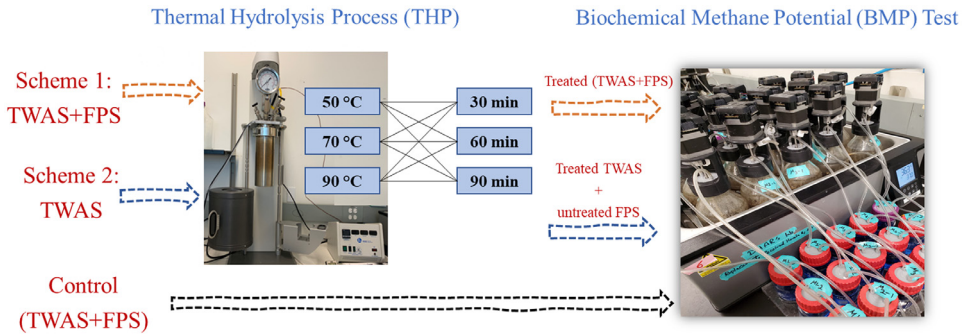 Thermal Hydrolysis Process (THP)
Biochemical Methane Potential (BMP) Test
Scheme 1:
TWAS+FPS
Scheme 2:
TWAS
Control
(TWAS+FPS)
50 °C
70 °C
90 °C
30 min
60 min
90 min
Treated (TWAS+FPS)
Treated TWAS
+
untreated FPS